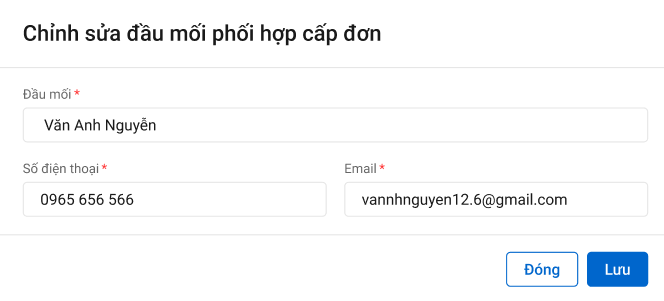 Chỉnh sửa đầu mối phối hợp cấp đơn
Đầu mối *
Văn Anh Nguyễn
Số điện thoại *
Email *
0965 656 566
vannhnguyen12.6@gmail.com
Đóng
Lưu